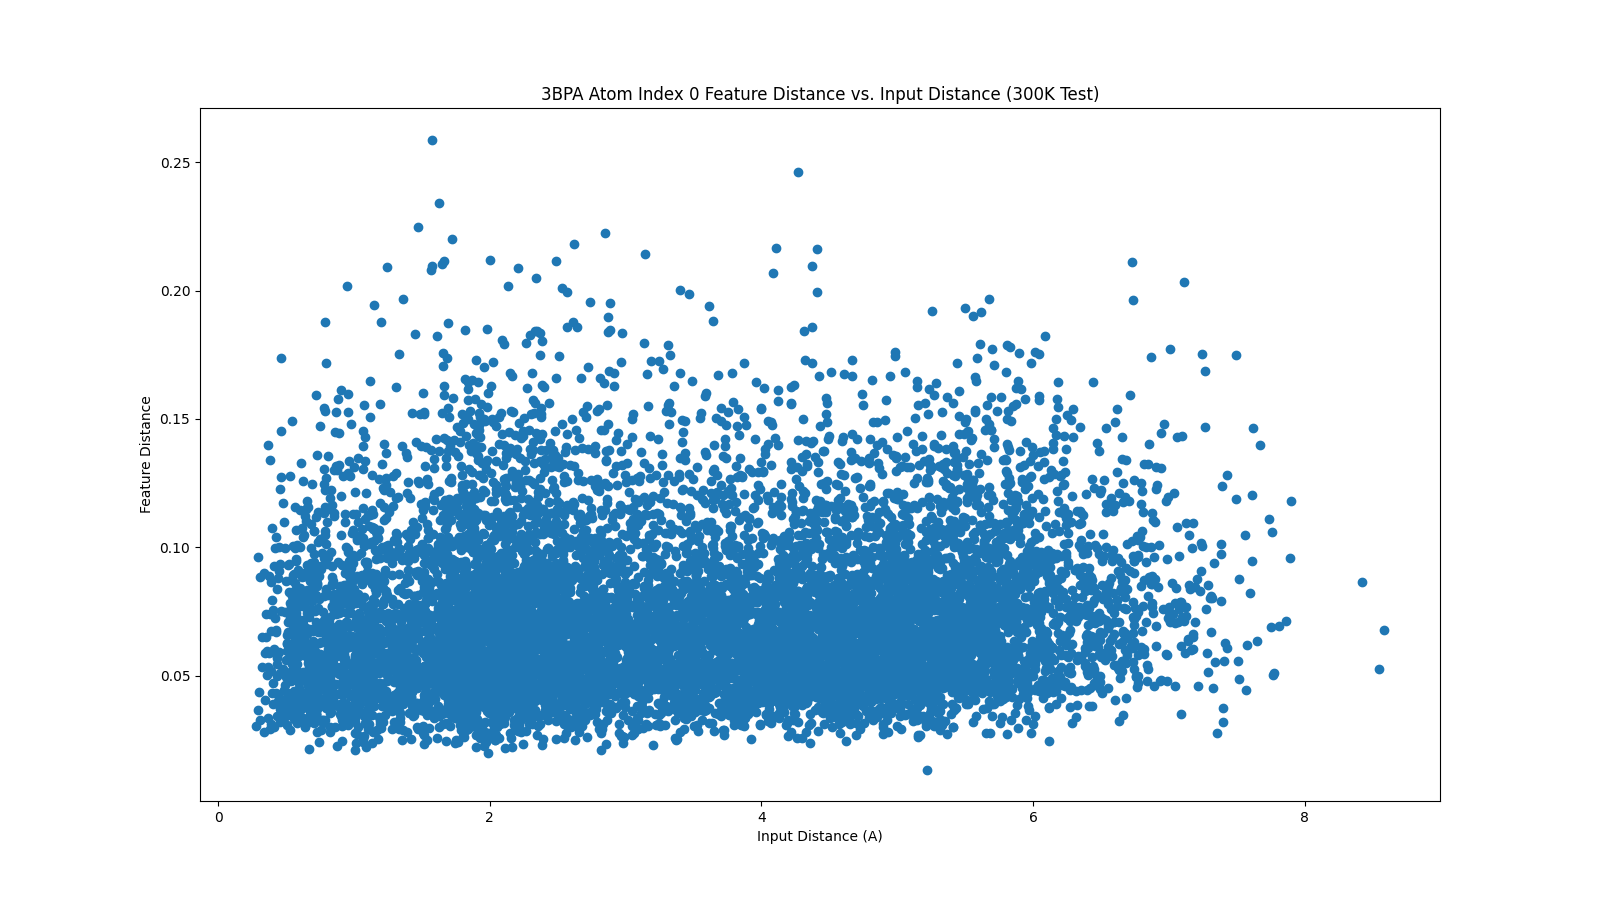 3BPA Atom Index 0 Feature Distance vs. Input Distance (300K Test)
0.25
0.20
0.15
0.10
0.05
Feature Distance
0 2 4 6 8
Input Distance (A)